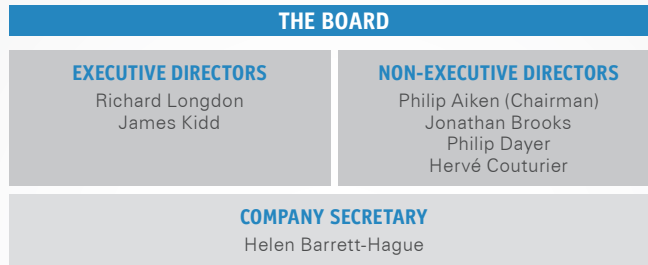 THE BOARD
EXECUTIVE DIRECTORS
Richard Longdon
James Kidd
NON-EXECUTIVE DIRECTORS
Philip Aiken (Chairman)
Jonathan Brooks
Philip Dayer
Hervé Couturier
COMPANY SECRETARY
Helen Barrett-Hague